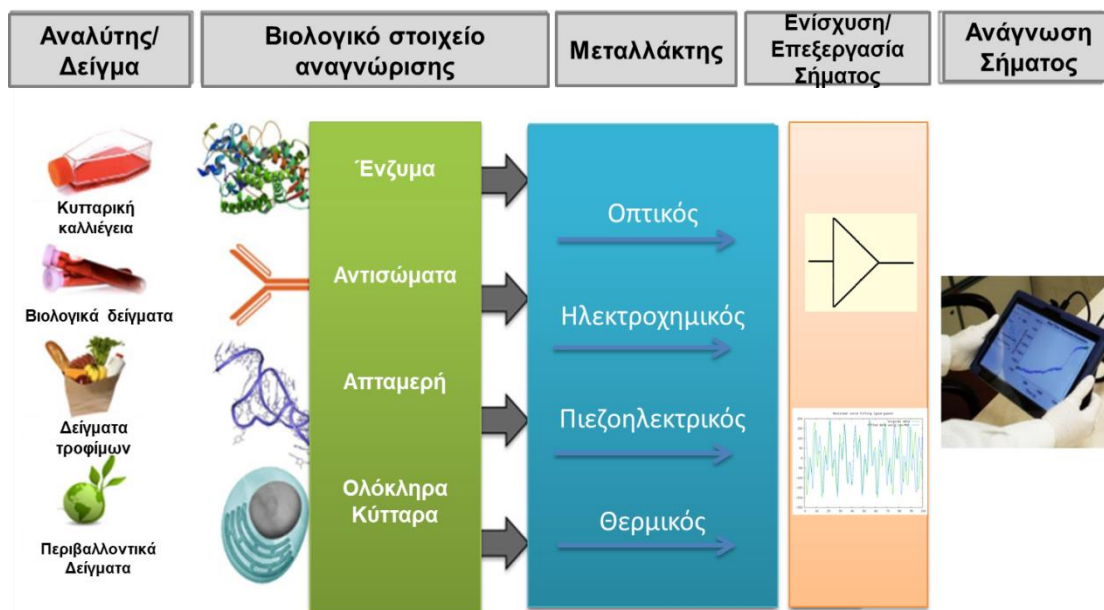 Αναλύτης/
Δείγμα
Βιολογικό στοιχείο
αναγνώρισης
Μεταλλάκτης
Ενίσχυση/
Επεξεργασία
Σήματος
Ανάγνωση
Σήματος
Κυτταρική
καλλιέγεια
Βιολογικά δείγματα
Δείγματα
τροφίμων
Περιβαλλοντικά
Δείγματα
Ένζυμα
Αντισώματα
Απταμερή
Ολόκληρα
Κύτταρα
Οπτικός
Ηλεκτροχημικός
Πιεζοηλεκτρικός
Θερμικός